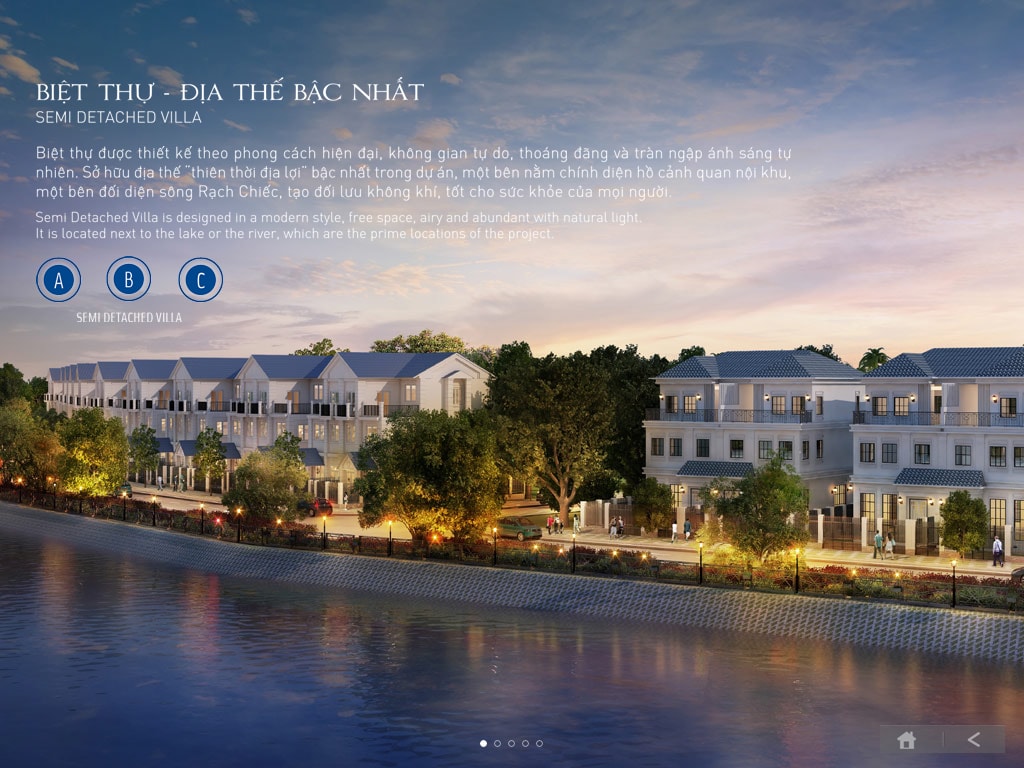 BIỆT THỰ - ĐỊA THẾ BẬC NHẤT
SEMI DETACHED VILLA
Biệt thự được thiết kế theo phong cách hiện đại, không gian tự do, thoáng đãng và tràn ngập ánh sáng tự
nhiên. Sở hữu địa thế "thiên thời địa lợi" bậc nhất trong dự án, một bên nằm chính diện hồ cảnh quan nội khu,
một bên đối diện sông Rạch Chiếc, tạo đối lưu không khí, tốt cho sức khỏe của mọi người.
Semi Detached Villa is designed in a modern style, free space, airy and abundant with natural light.
It is located next to the lake or the river, which are the prime locations of the project.
A B C
SEMI DETACHED VILLA